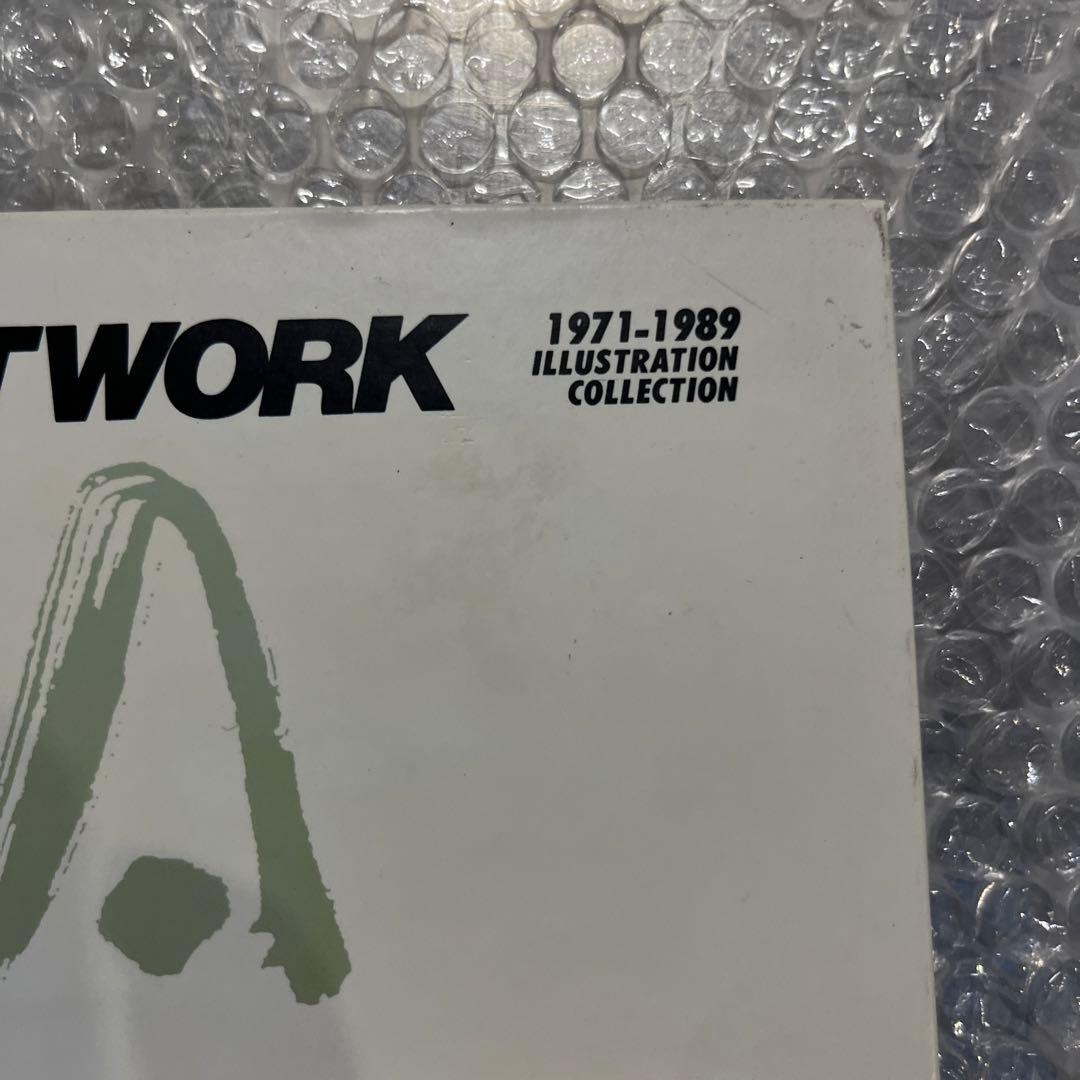 TWORK
1971-1989
ILLUSTRATION
COLLECTION
A